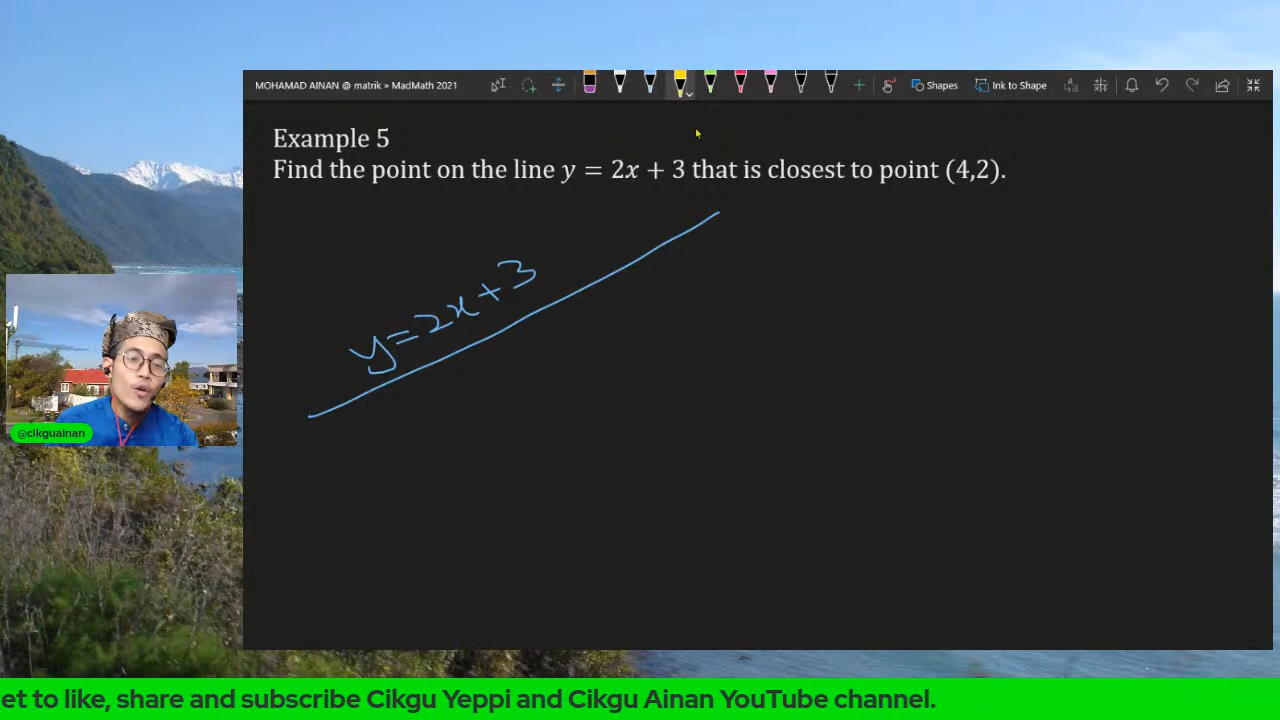 MOHAMAD AINAN @ matrik » MadMath 2021
Shapes
Ink to Shape
Example 5
Find the point on the line y = 2x + 3 that is closest to point (4,2).
y=2x+3
@cikguainan
et to like, share and subscribe Cikgu Yeppi and Cikgu Ainan YouTube channel.